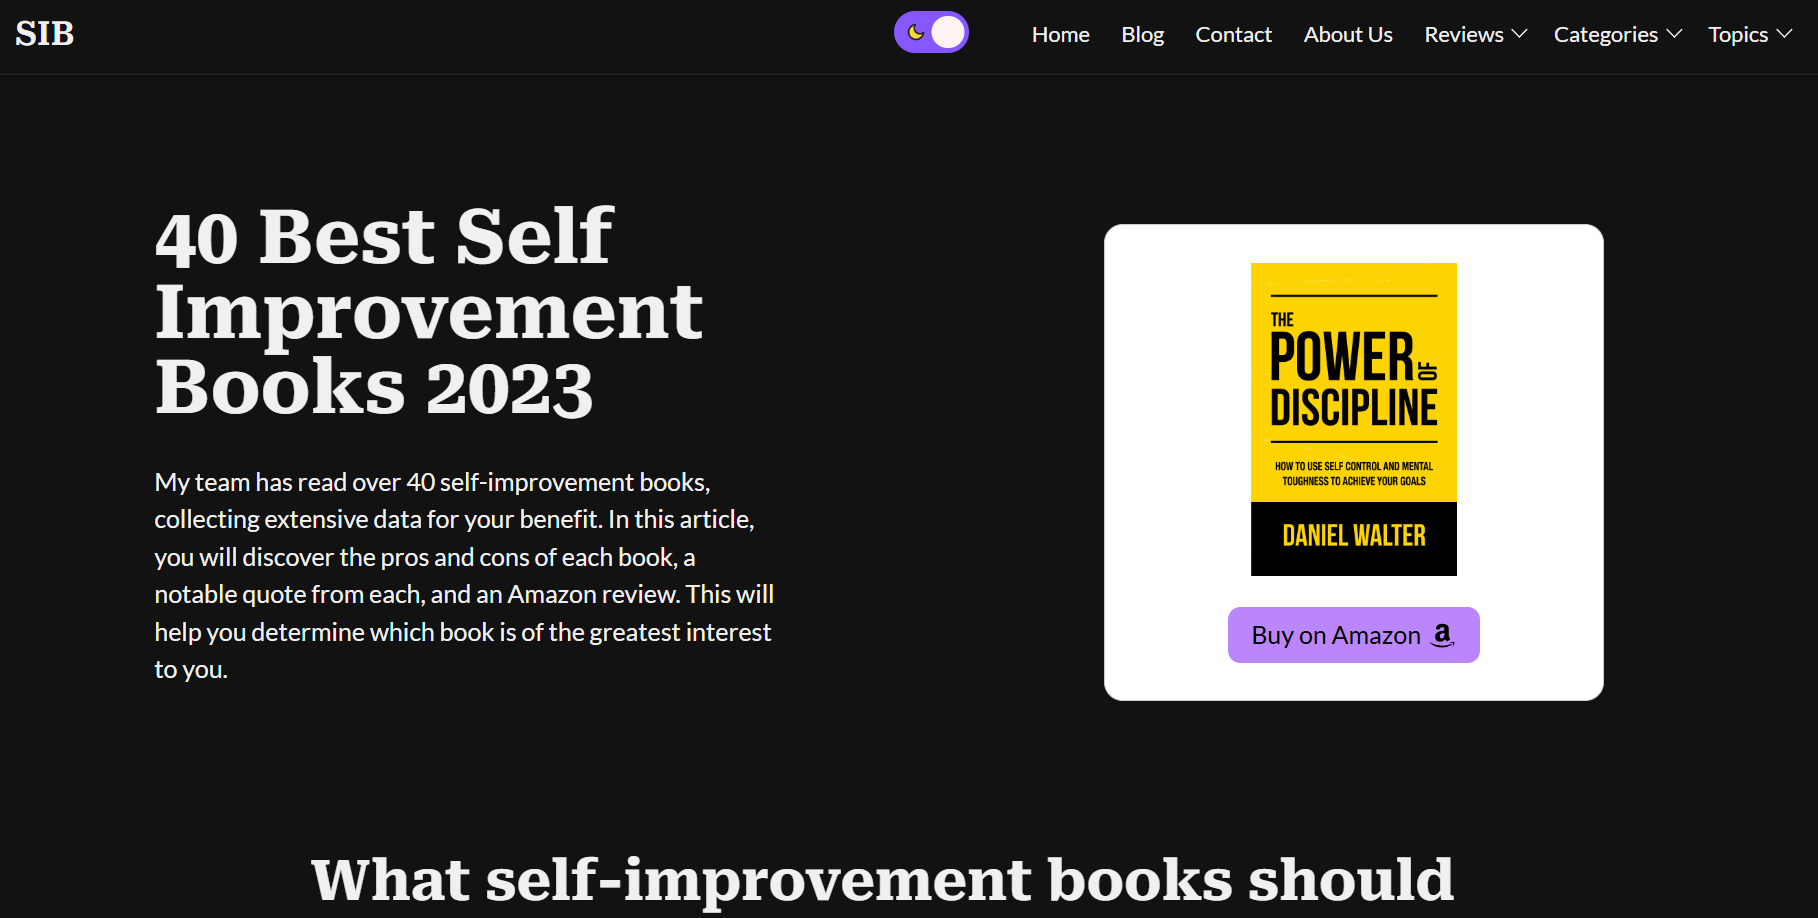 SIB
Home Blog Contact About Us Reviews Categories Topics
40 Best Self
Improvement
Books 2023
My team has read over 40 self-improvement books,
collecting extensive data for your benefit. In this article,
you will discover the pros and cons of each book, a
notable quote from each, and an Amazon review. This will
help you determine which book is of the greatest interest
to you.
THE
POWER OF
DISCIPLINE
HOW TO USE SELF CONTROL AND MENTAL
TOUGHNESS TO ACHIEVE YOUR GOALS
DANIEL WALTER
Buy on Amazon
What self-improvement books should